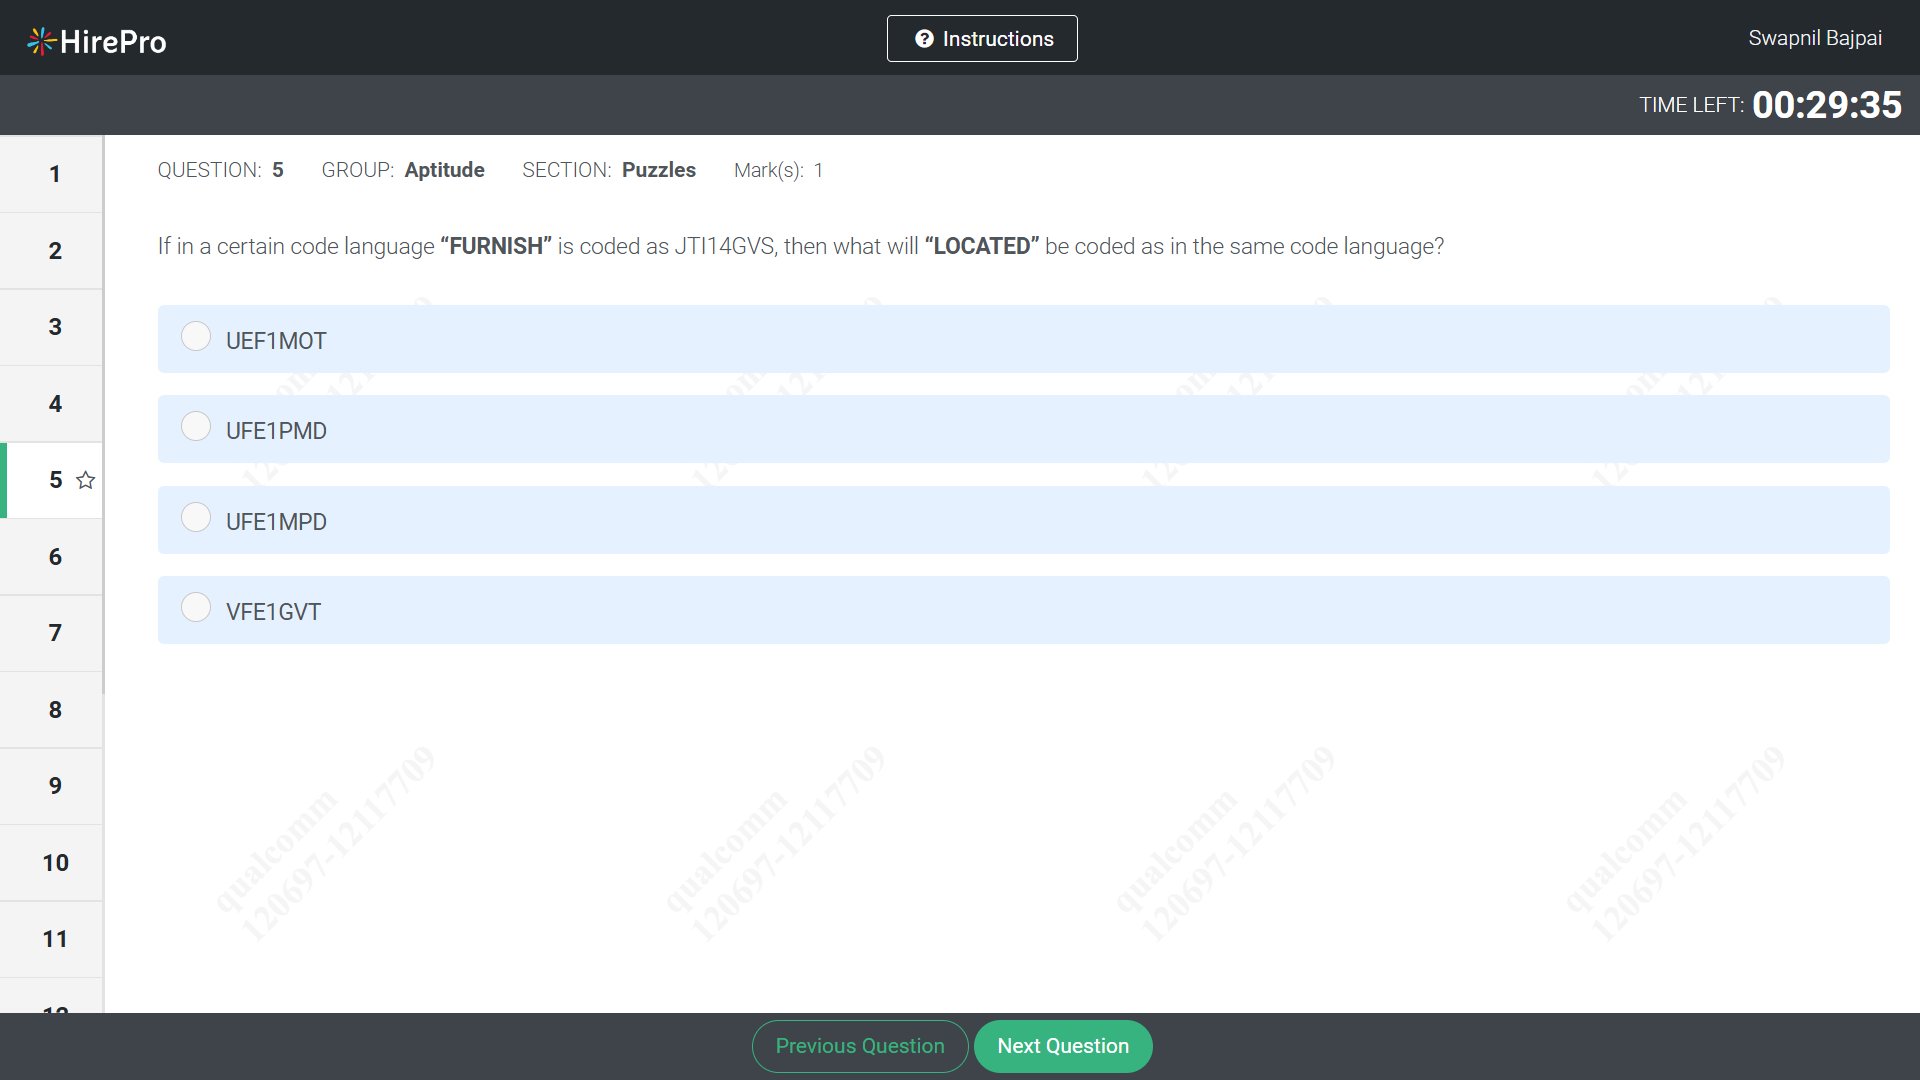 HirePro
Instructions
Swapnil Bajpai
TIME LEFT: 00:29:35
1
2
3
4
5
6
7
8
9
10
11
12
QUESTION: 5 GROUP: Aptitude SECTION: Puzzles Mark(s): 1
If in a certain code language “FURNISH” is coded as JTI14GVS, then what will “LOCATED” be coded as in the same code language?
UEF1MOT
UFE1PMD
UFE1MPD
VFE1GVT
qualcomm
120697-12117709
qualcomm
120697-12117709
qualcomm
120697-12117709
qualcomm
120697-12117709
Previous Question
Next Question